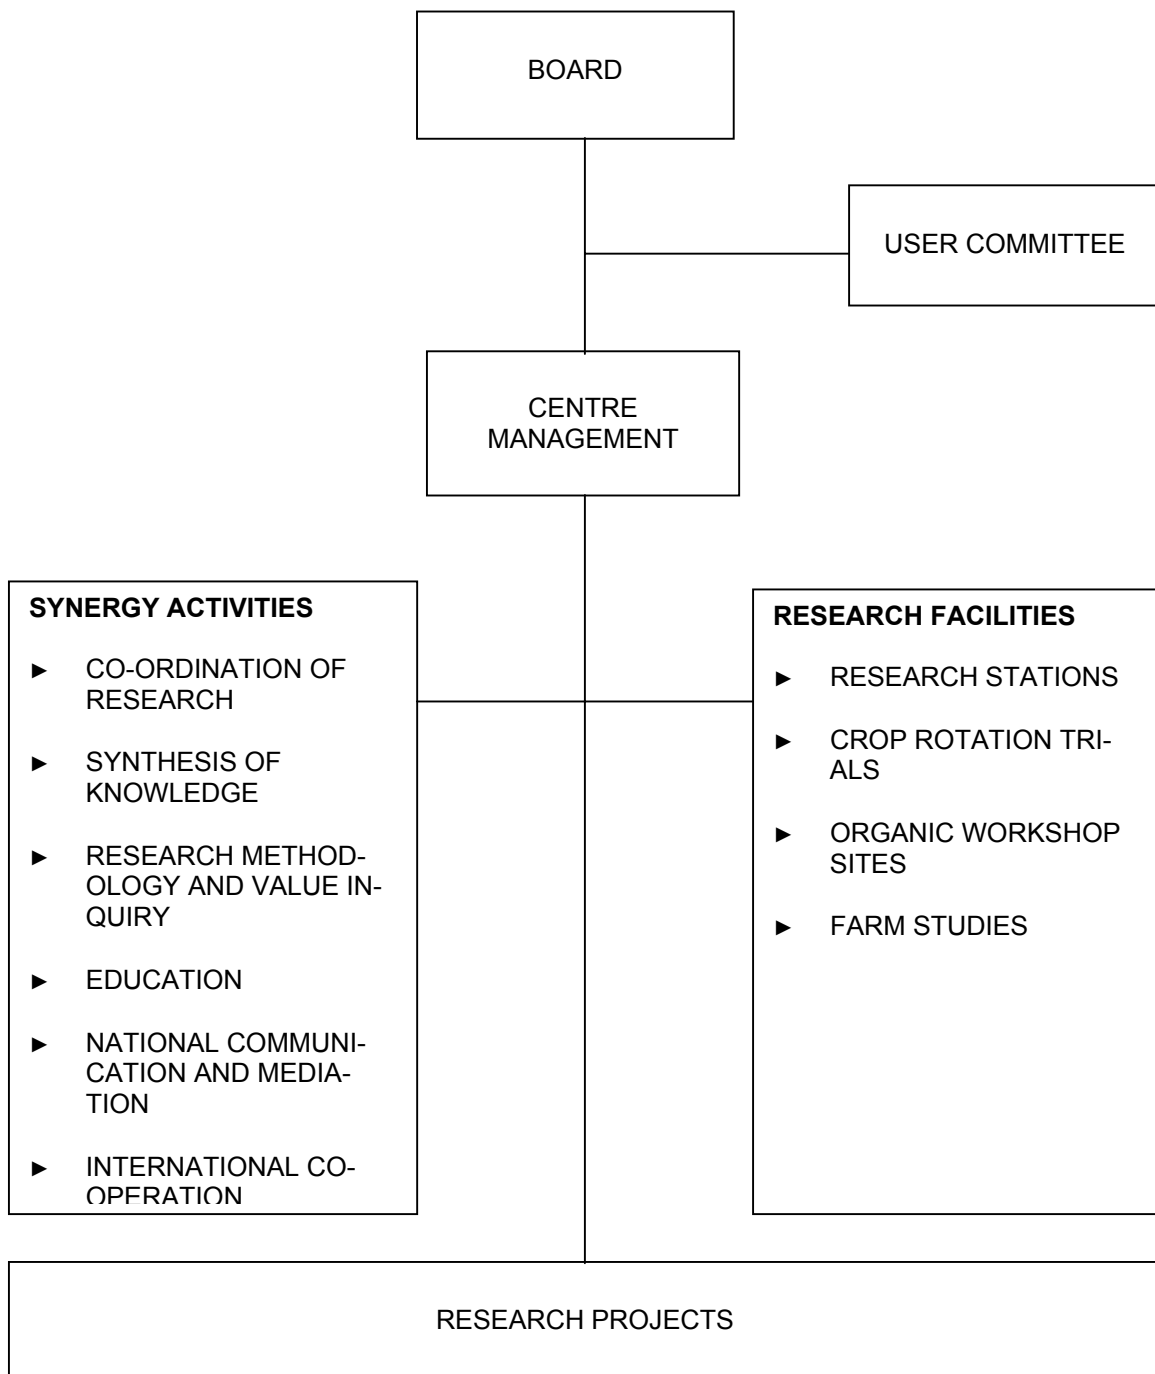 BOARD
USER COMMITTEE
CENTRE
MANAGEMENT
SYNERGY ACTIVITIES
► CO-ORDINATION OF
RESEARCH
► SYNTHESIS OF
KNOWLEDGE
► RESEARCH METHOD-
OLOGY AND VALUE IN-
QUIRY
► EDUCATION
► NATIONAL COMMUNI-
CATION AND MEDIA-
TION
► INTERNATIONAL CO-
OPERATION
RESEARCH FACILITIES
► RESEARCH STATIONS
► CROP ROTATION TRI-
ALS
► ORGANIC WORKSHOP
SITES
► FARM STUDIES
RESEARCH PROJECTS